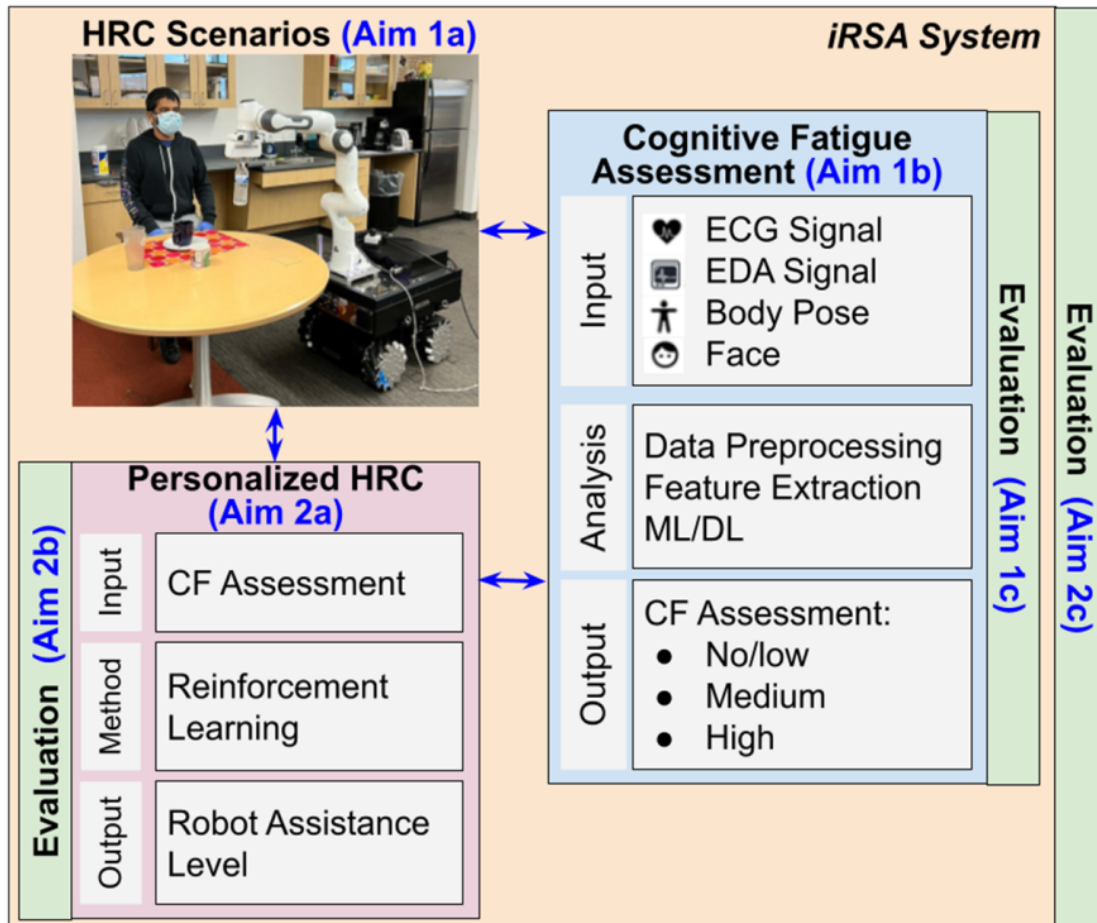 HRC Scenarios (Aim 1a)
iRSA System
Cognitive Fatigue
Assessment (Aim 1b)
Input
ECG Signal
EDA Signal
Body Pose
Face
Analysis
Data Preprocessing
Feature Extraction
ML/DL
Output
CF Assessment:
● No/low
● Medium
● High
Evaluation (Aim 1c)
Evaluation (Aim 2c)
Personalized HRC
(Aim 2a)
Input
CF Assessment
Method
Reinforcement
Learning
Output
Robot Assistance
Level
Evaluation (Aim 2b)